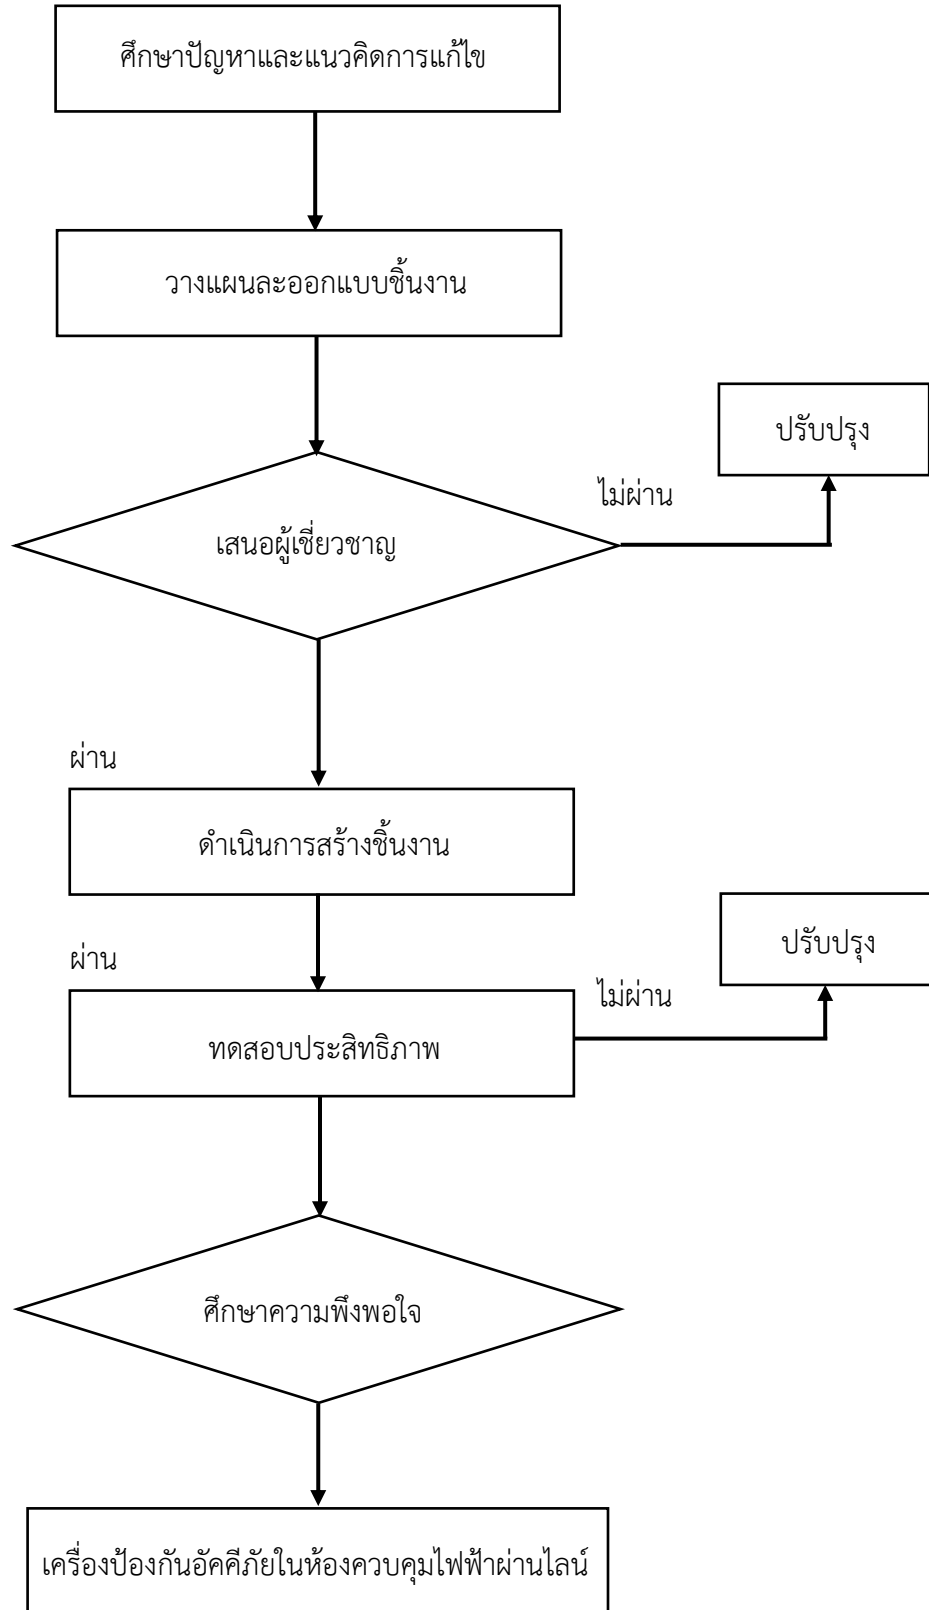 ศึกษาปัญหาและแนวคิดการแก้ไข
วางแผนละออกแบบชิ้นงาน
ปรับปรุง
ไม่ผ่าน
เสนอผู้เชี่ยวชาญ
ผ่าน
ดำเนินการสร้างชิ้นงาน
ปรับปรุง
ผ่าน
ไม่ผ่าน
ทดสอบประสิทธิภาพ
ศึกษาความพึงพอใจ
เครื่องป้องกันอัคคีภัยในห้องควบคุมไฟฟ้าผ่านไลน์